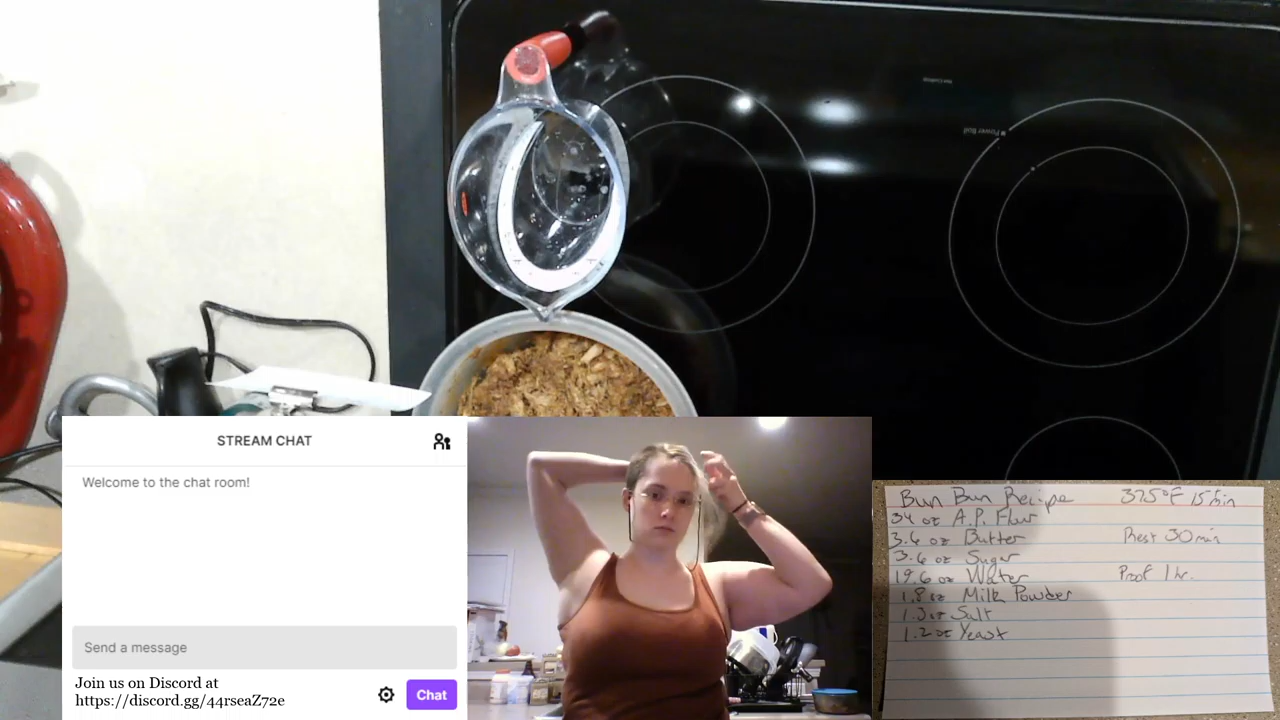 Power Boil
STREAM CHAT
Welcome to the chat room!
Send a message
Join us on Discord at
https://discord.gg/44rseaZ72e
Chat
Bun Bun Recipe 375°F 15 min
34 oz A.P. Flour
3.6 oz Butter Rest 30 min
3.6 oz Sugar
19.6 oz Water Proof 1 hr.
1.8 oz Milk Powder
oz Salt
1.2 oz Yeast